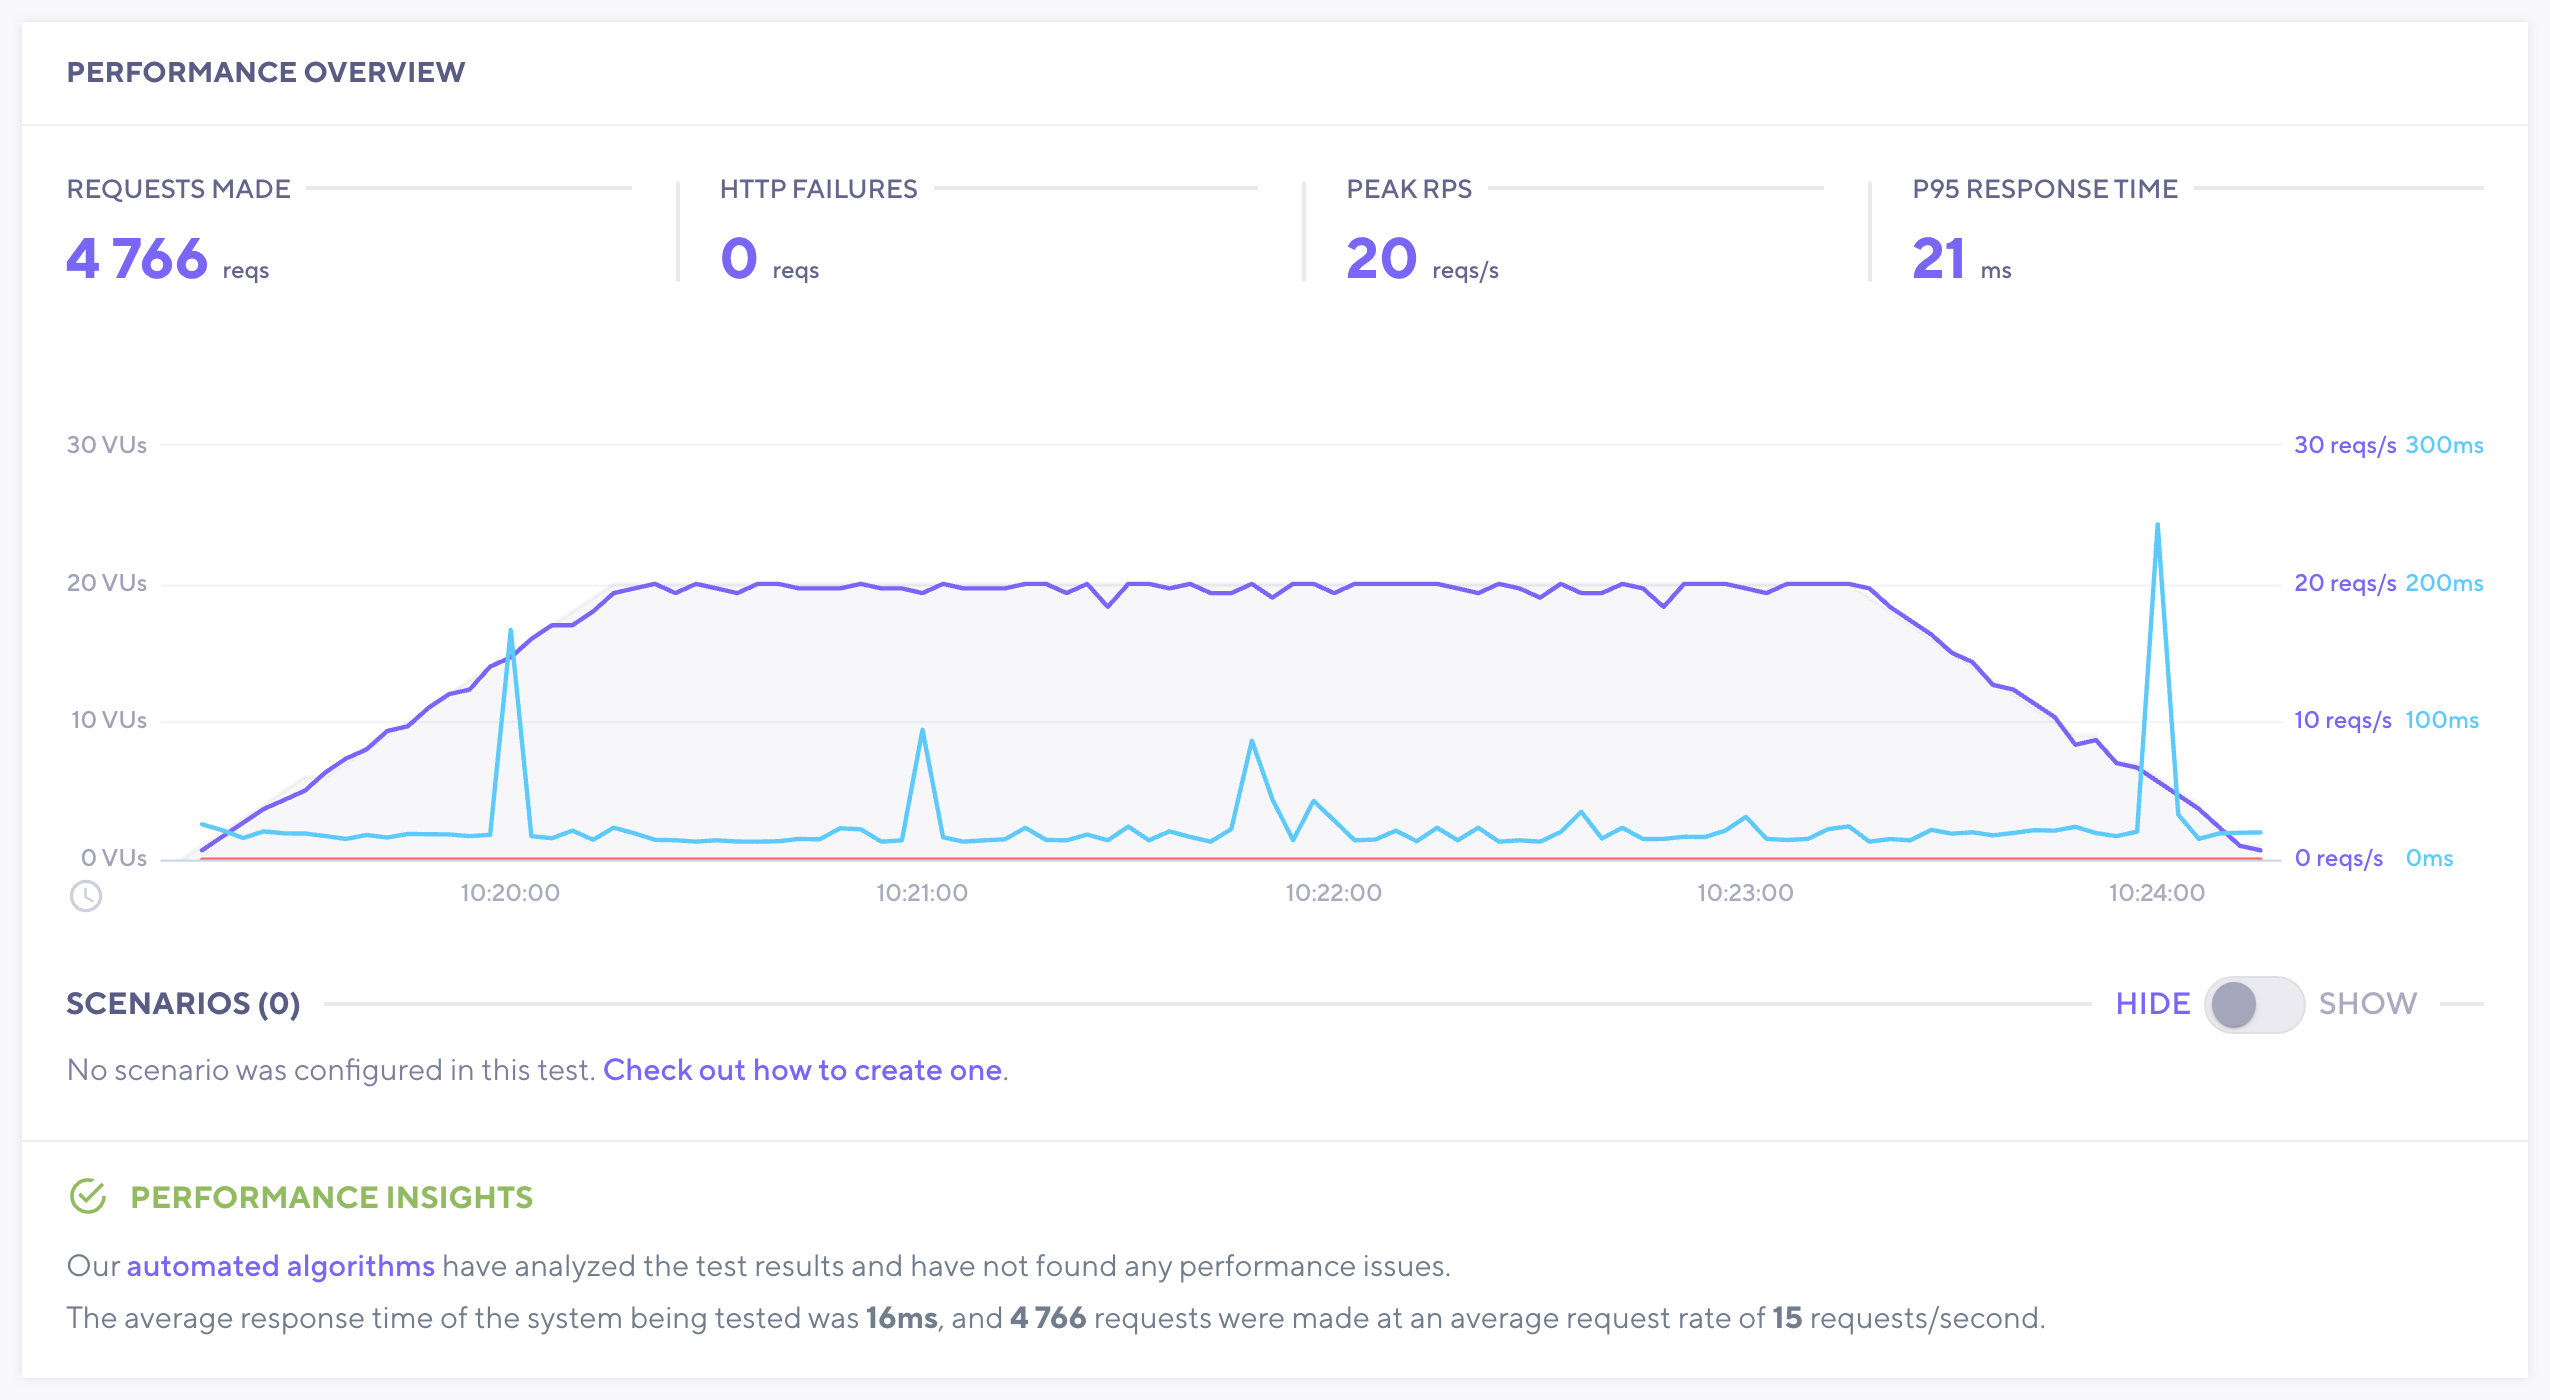 PERFORMANCE OVERVIEW
REQUESTS MADE
4 766 reqs
HTTP FAILURES
0 reqs
PEAK RPS
20 reqs/s
P95 RESPONSE TIME
21 ms
30 VUs
30 reqs/s 300ms
20 VUs
20 reqs/s 200ms
10 VUs
10 reqs/s 100ms
0 VUs
0 reqs/s 0ms
10:20:00 10:21:00 10:22:00 10:23:00 10:24:00
SCENARIOS (0)
HIDE SHOW
No scenario was configured in this test. Check out how to create one.
PERFORMANCE INSIGHTS
Our automated algorithms have analyzed the test results and have not found any performance issues.
The average response time of the system being tested was 16ms, and 4 766 requests were made at an average request rate of 15 requests/second.